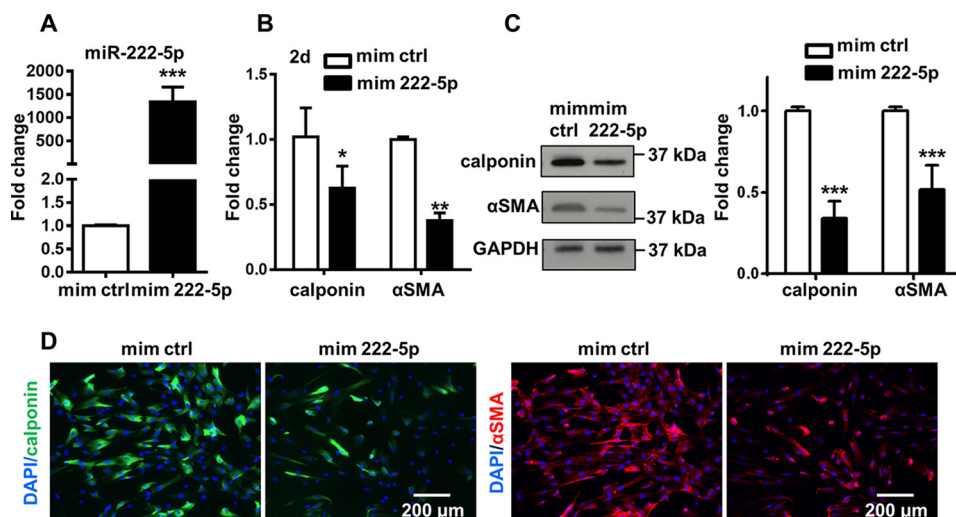 A
miR-222-5p
2000
1500
1000
500
2.0
1.5
1.0
0.5
0.0
Fold change
***
mim ctrl mim 222-5p
B
2d
mim ctrl
mim 222-5p
1.5
1.0
0.5
0.0
Fold change
*
**
calponin αSMA
C
mim mim
ctrl 222-5p
calponin
37 kDa
αSMA
37 kDa
GAPDH
37 kDa
mim ctrl
mim 222-5p
1.0
0.5
0.0
Fold change
***
***
calponin αSMA
D
mim ctrl
mim 222-5p
DAPI/calponin
200 μm
mim ctrl
mim 222-5p
DAPI/αSMA
200 μm